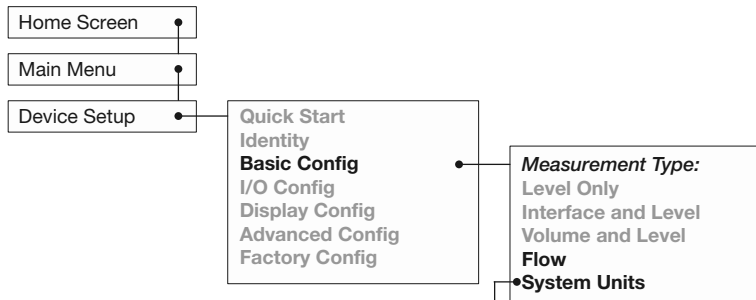 Home Screen
Main Menu
Device Setup
Quick Start
Identity
Basic Config
I/O Config
Display Config
Advanced Config
Factory Config
Measurement Type:
Level Only
Interface and Level
Volume and Level
Flow
System Units